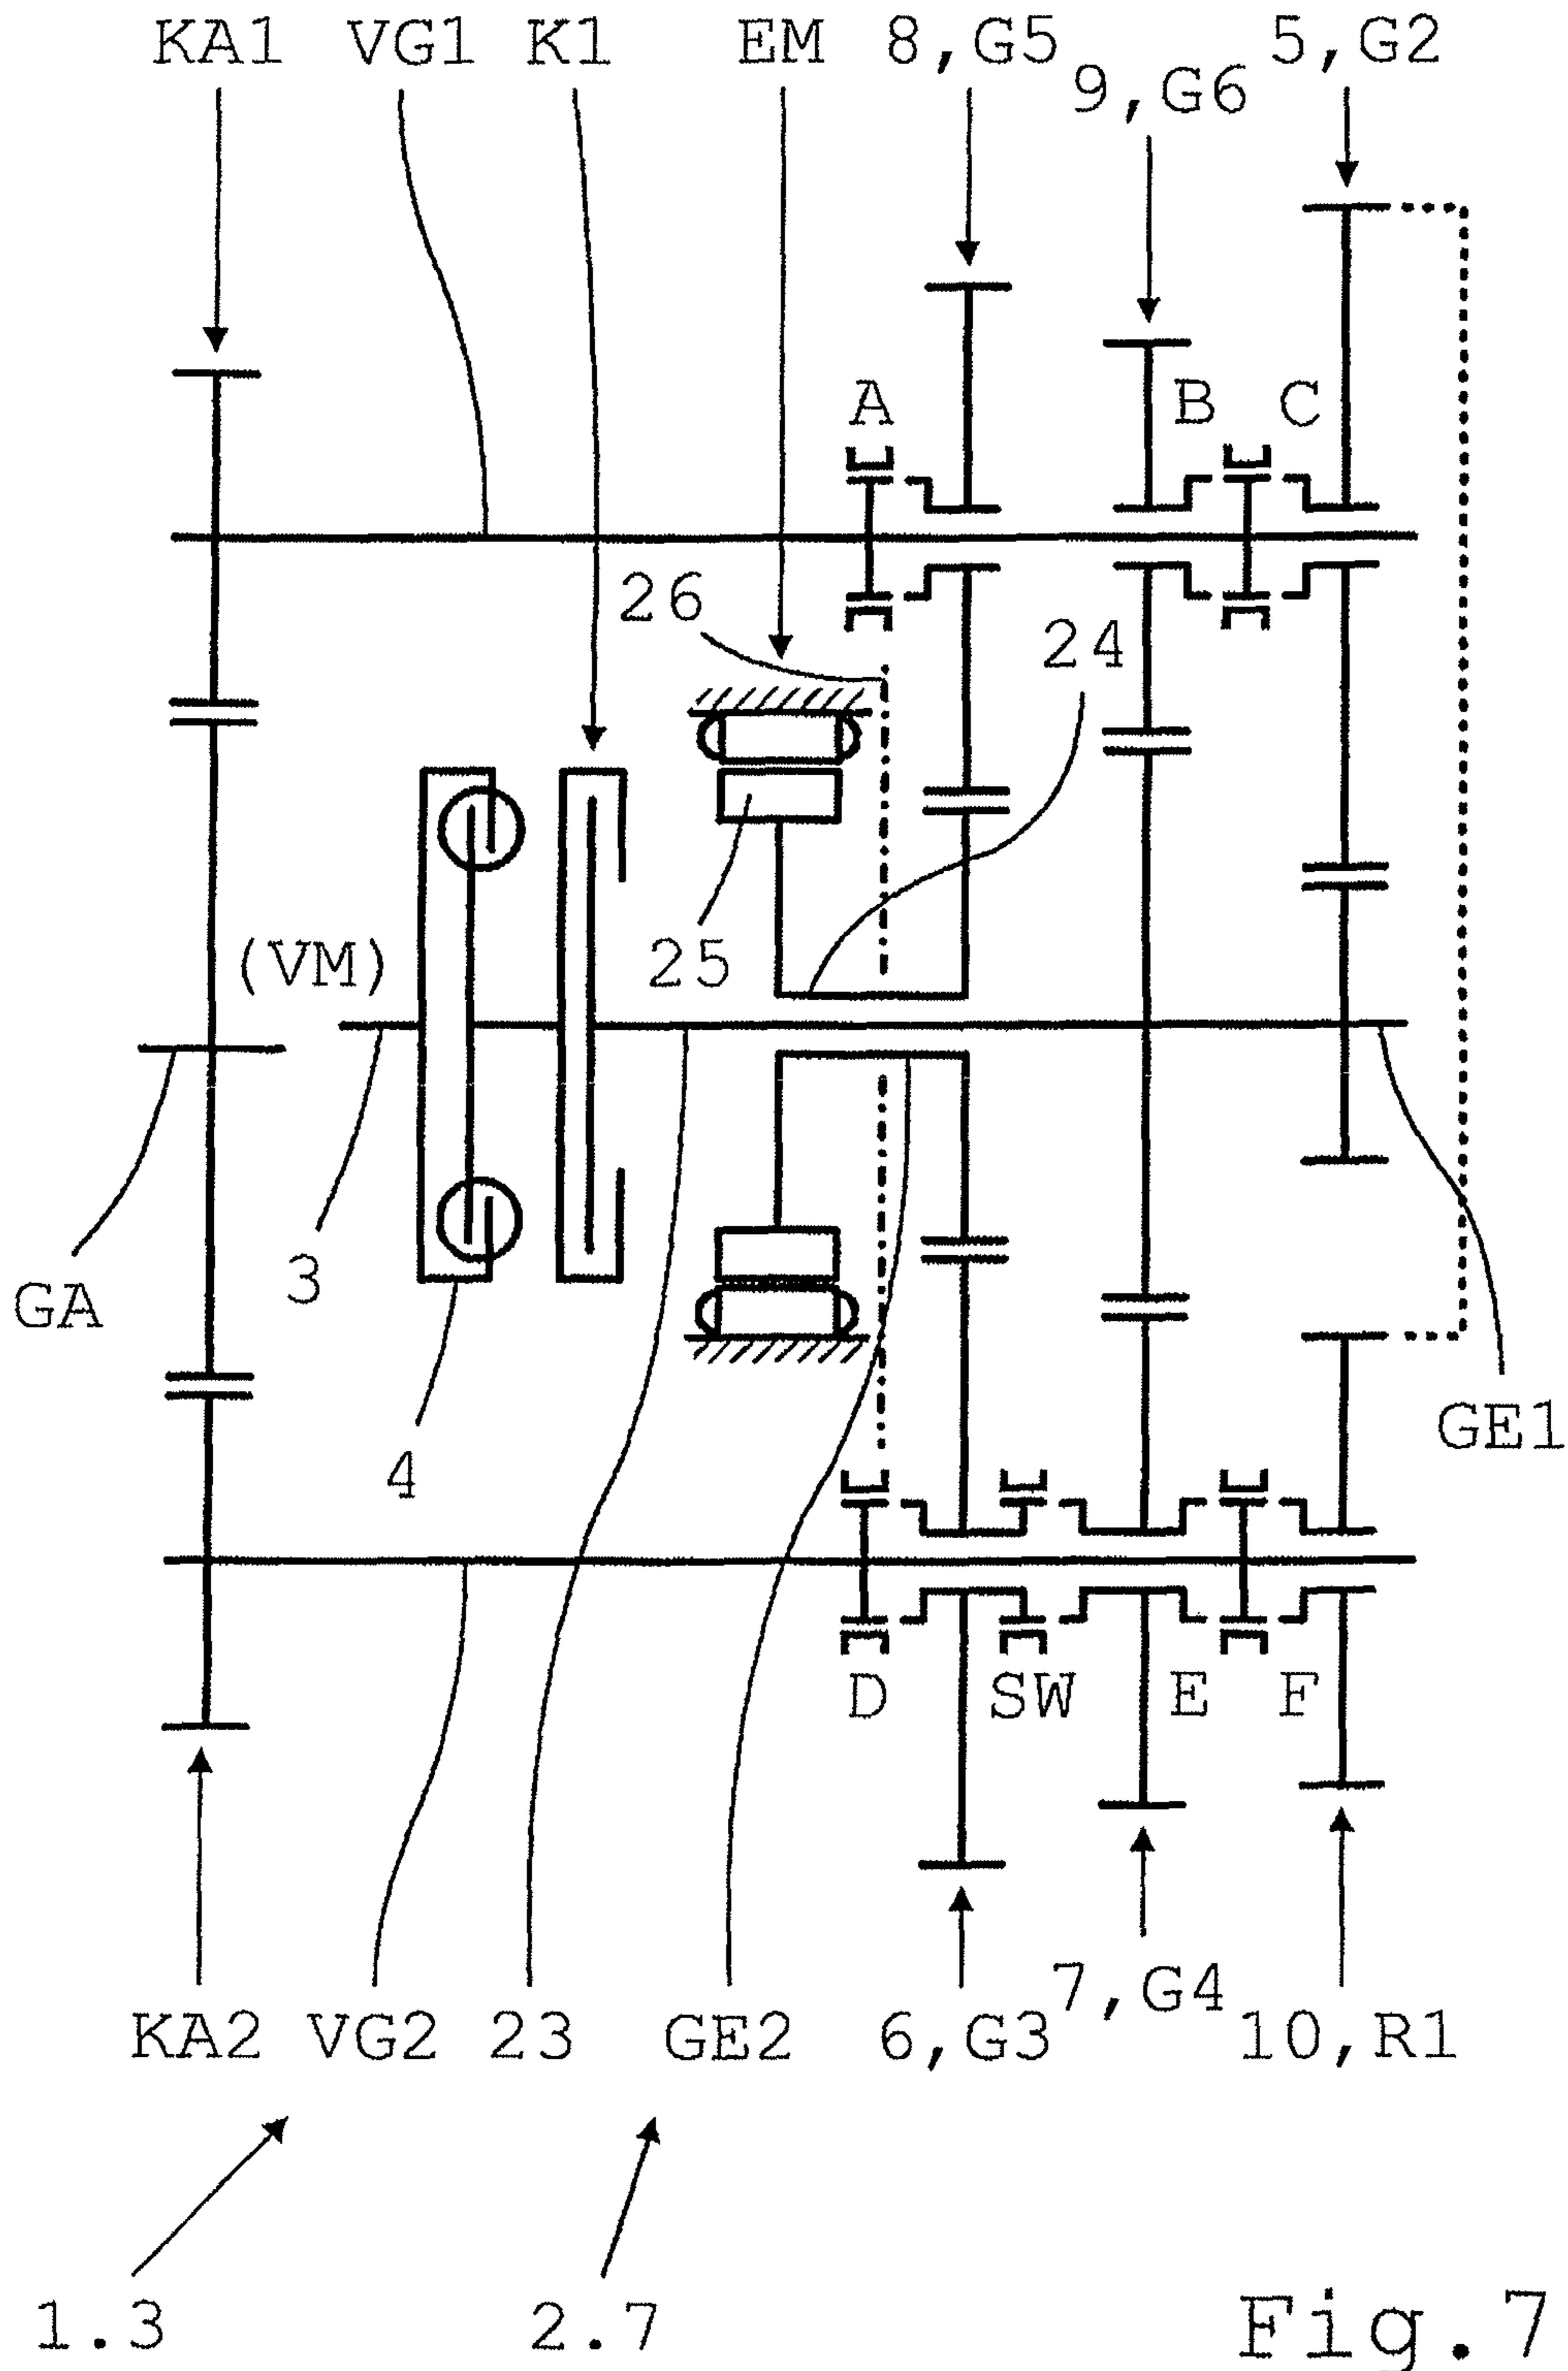 KA1 VG1 K1 EM 8,G5 5,G2
9,G6
A B C
26
24
(VM)
25
3
GA
4
GE1
D SW E F
7,G4
KA2 VG2 23 GE2 6,G3 10,R1
1.3 2.7
Fig.7